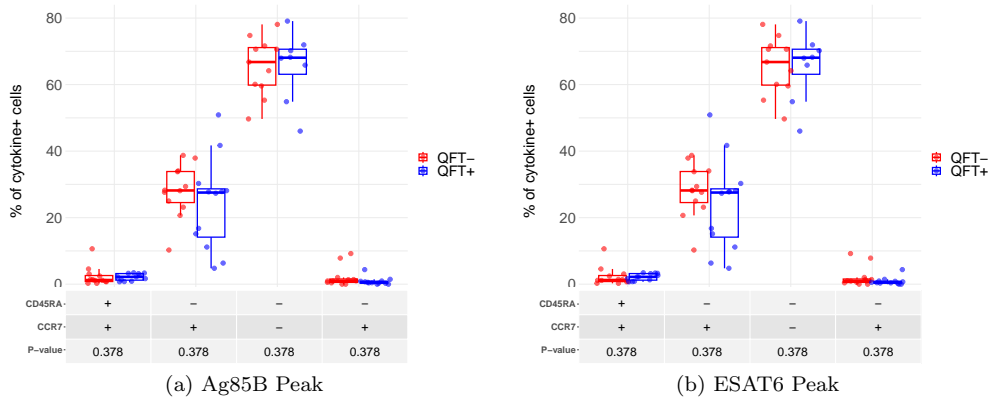 80
60
40
20
0
% of cytokine+ cells
QFT−
QFT+
CD45RA + − − −
CCR7 + + − +
P-value 0.378 0.378 0.378 0.378
(a) Ag85B Peak
80
60
40
20
0
% of cytokine+ cells
QFT−
QFT+
CD45RA + − − −
CCR7 + + − +
P-value 0.378 0.378 0.378 0.378
(b) ESAT6 Peak